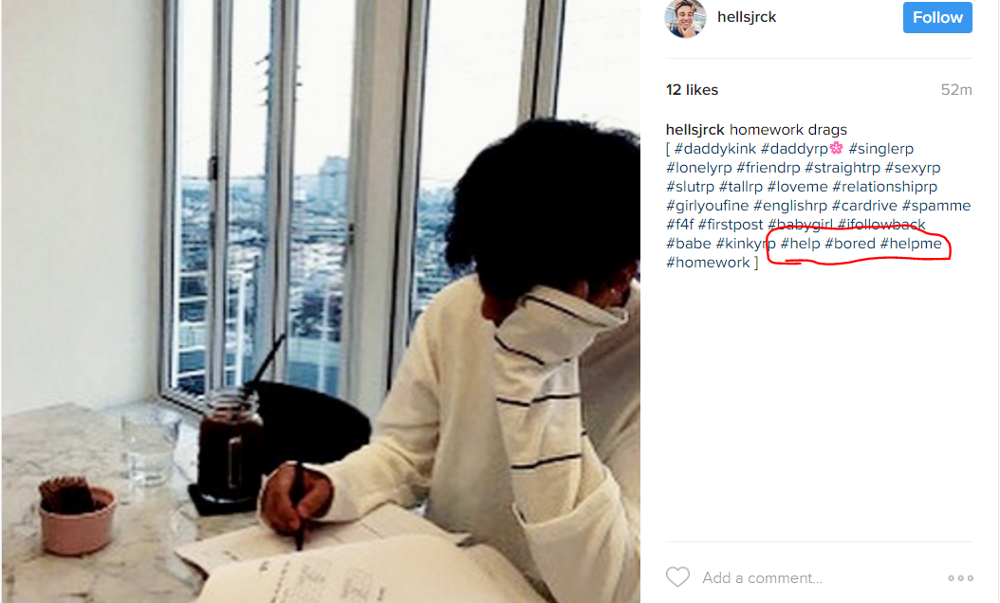 hellsjrck
Follow
12 likes
52m
hellsjrck homework drags
[ #daddykink #daddyrp🌸 #singlerp
#lonelyrp #friendrp #straightrp #sexyrp
#slutrp #tallrp #loveme #relationshiprp
#girlyoufine #englishrp #cardrive #spamme
#f4f #firstpost #babygirl #ifollowback
#babe #kinkyrp #help #bored #helpme
#homework ]
Add a comment...